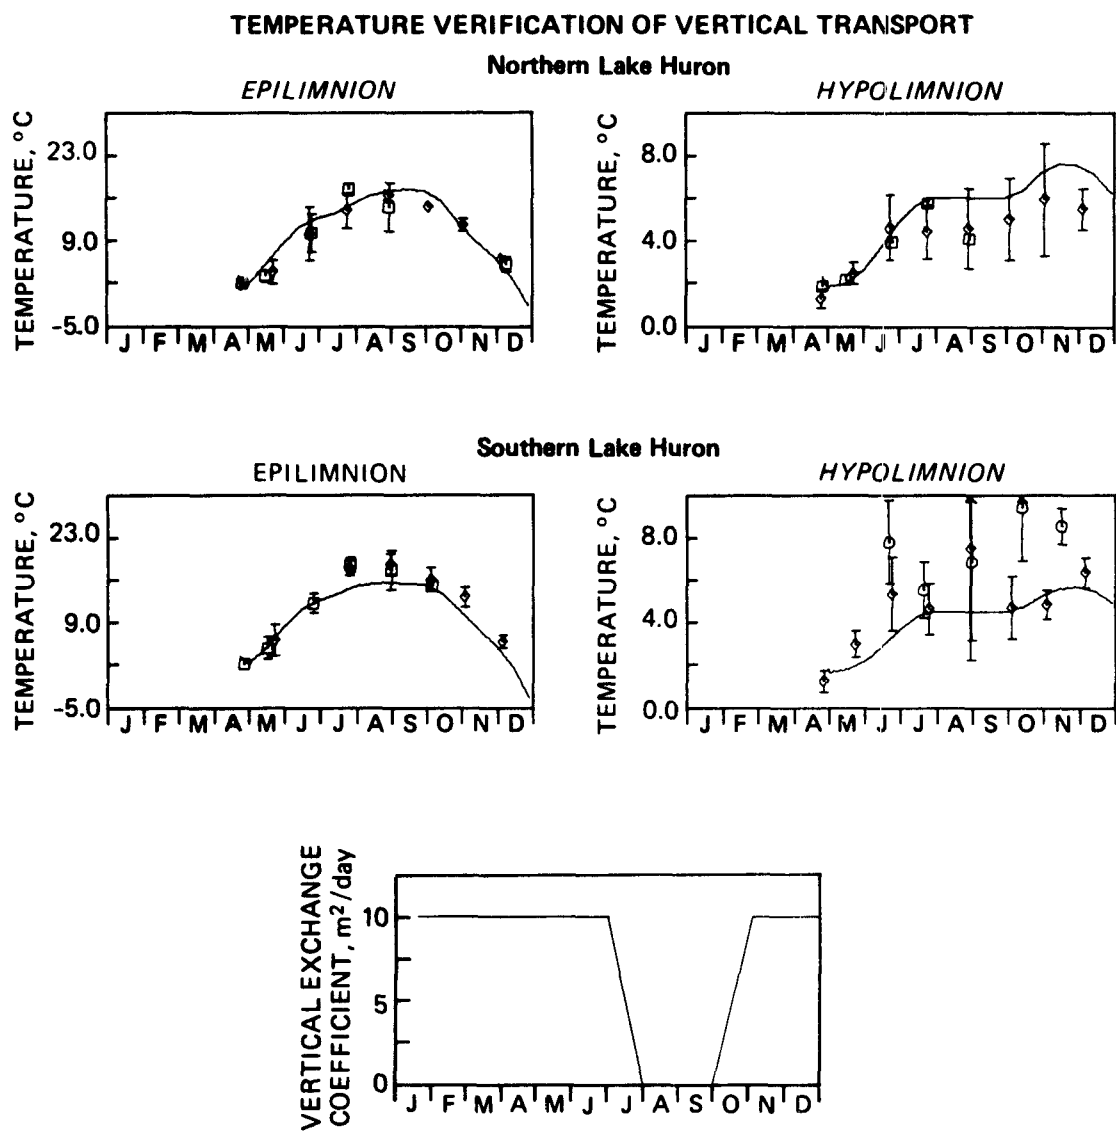 TEMPERATURE VERIFICATION OF VERTICAL TRANSPORT
Northern Lake Huron
EPILIMNION
TEMPERATURE, °C
23.0
9.0
-5.0
J F M A M J J A S O N D
HYPOLIMNION
TEMPERATURE, °C
8.0
4.0
0.0
J F M A M J J A S O N D
Southern Lake Huron
EPILIMNION
TEMPERATURE, °C
23.0
9.0
-5.0
J F M A M J J A S O N D
HYPOLIMNION
TEMPERATURE, °C
8.0
4.0
0.0
J F M A M J J A S O N D
VERTICAL EXCHANGE
COEFFICIENT, m²/day
10
5
0
J F M A M J J A S O N D